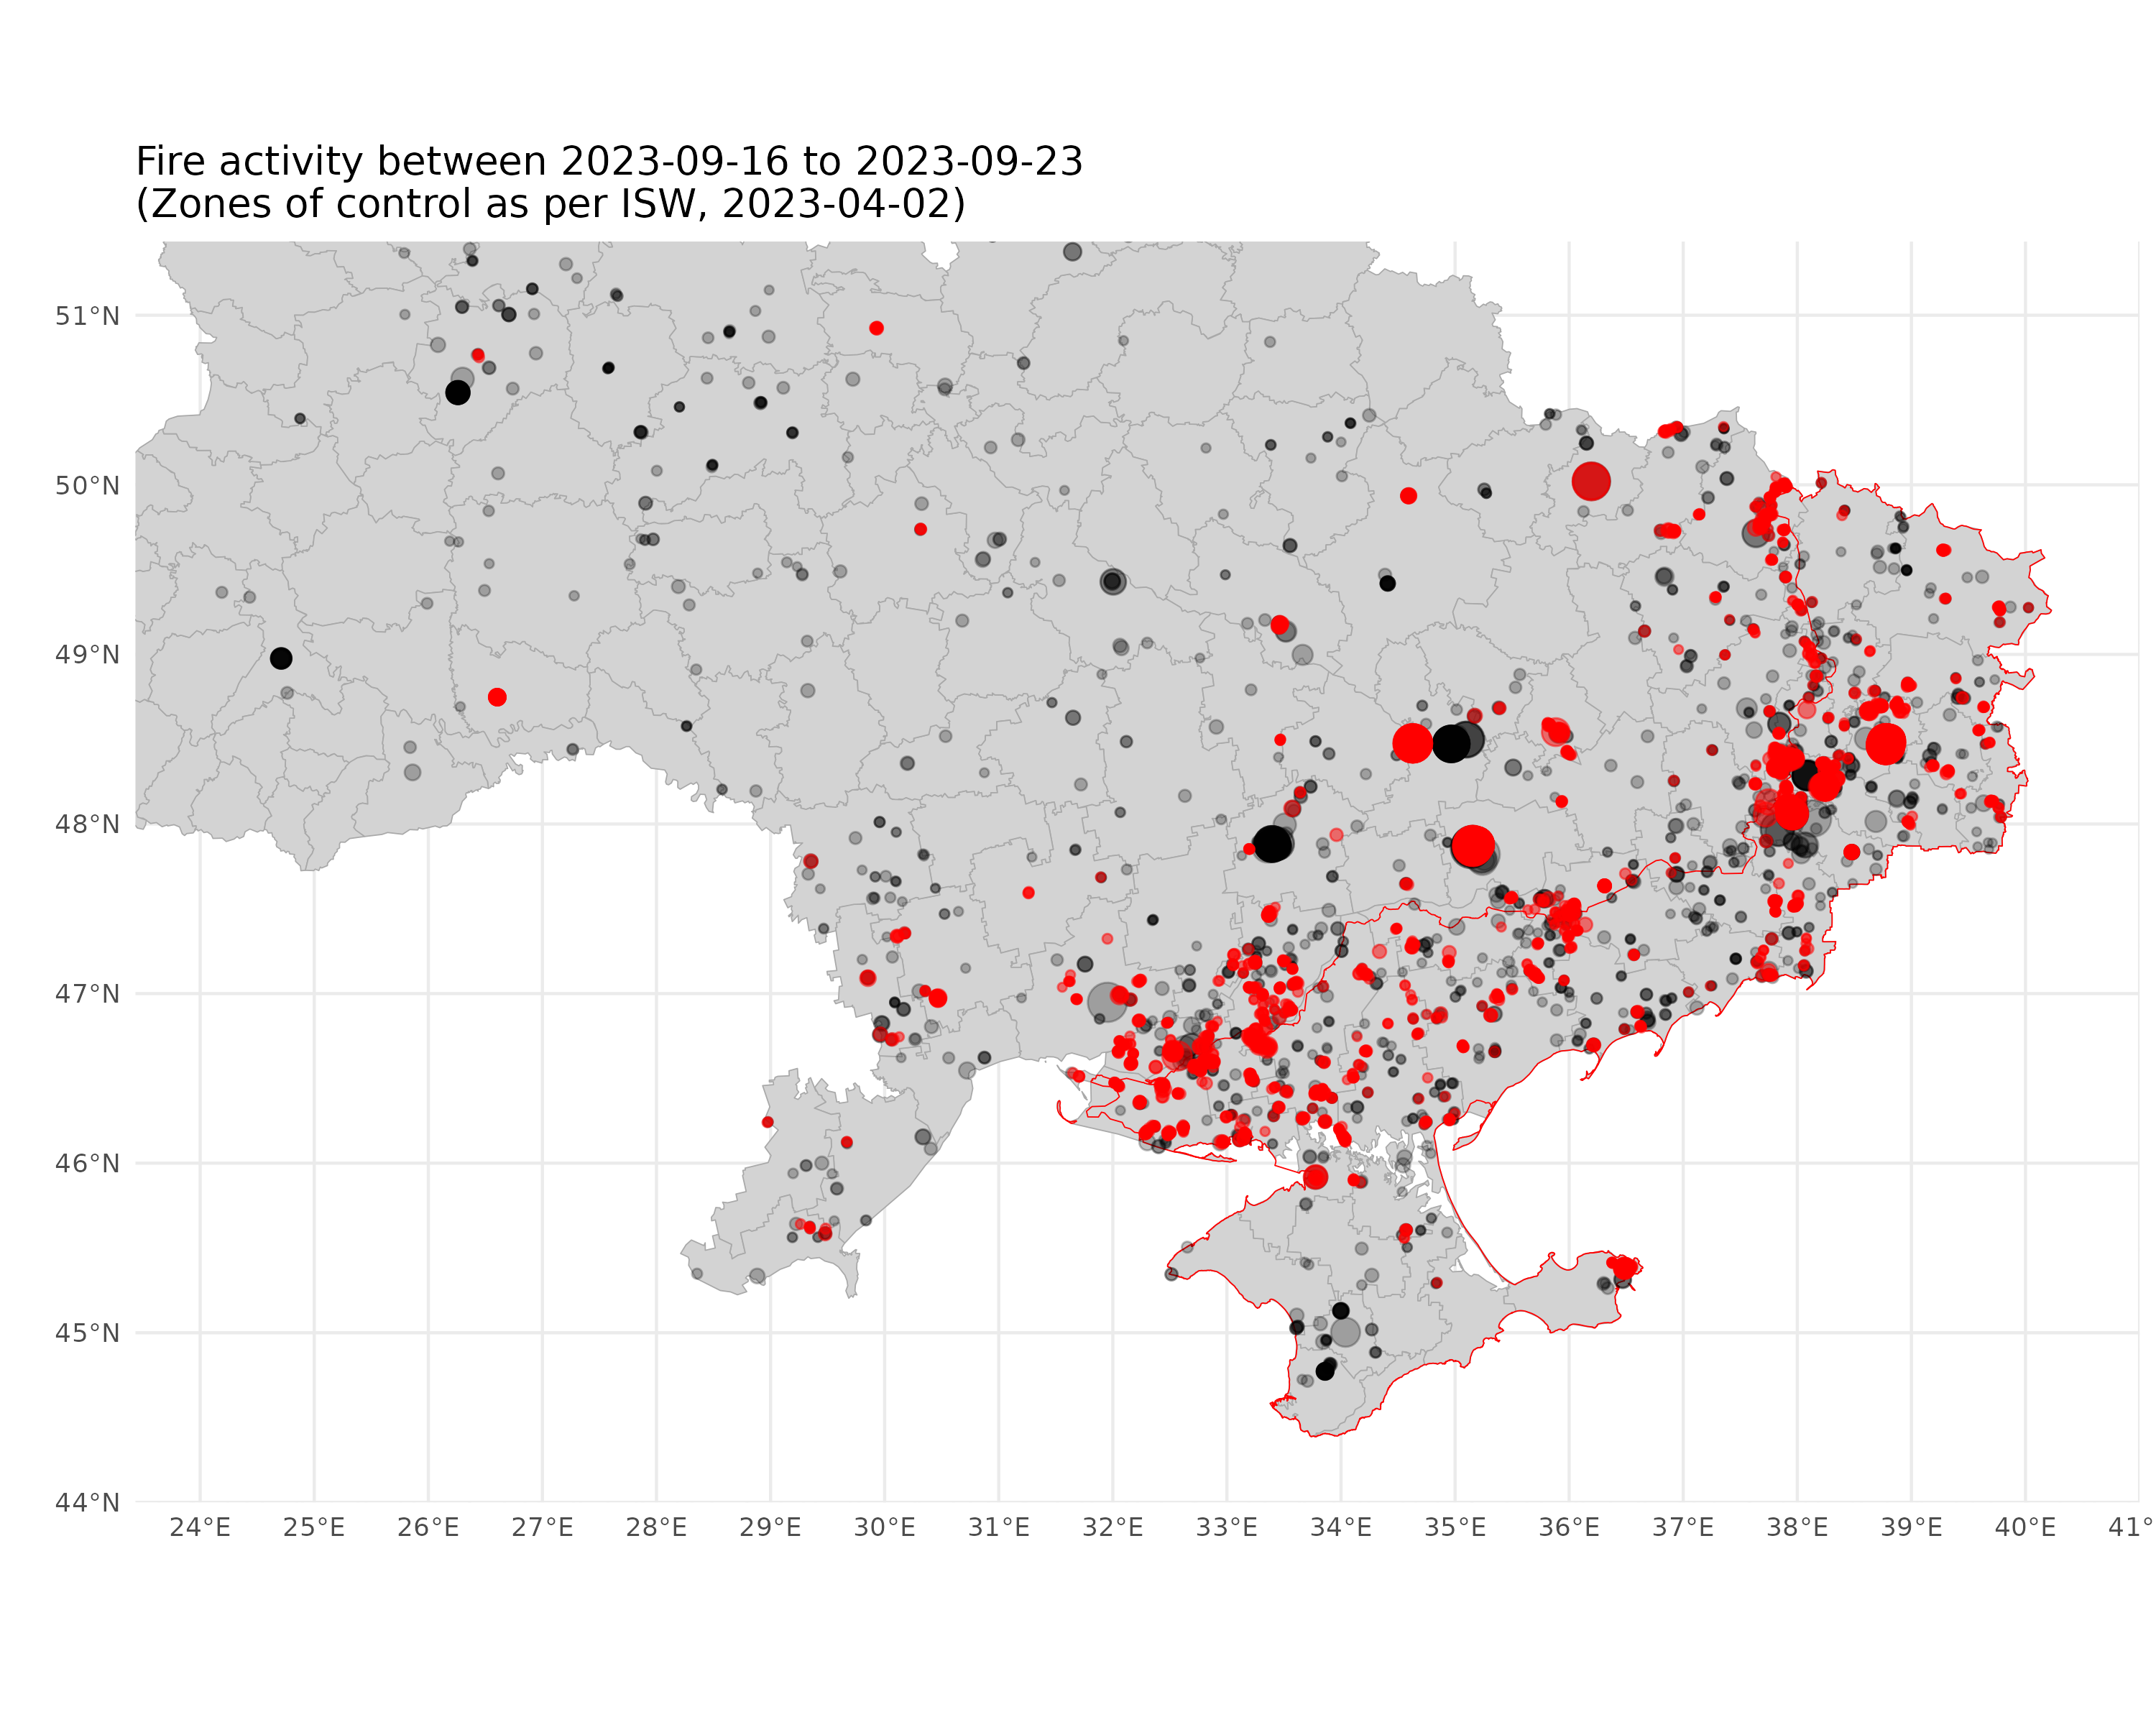 Fire activity between 2023-09-16 to 2023-09-23
(Zones of control as per ISW, 2023-04-02)
51°N
50°N
49°N
48°N
47°N
46°N
45°N
44°N
24°E 25°E 26°E 27°E 28°E 29°E 30°E 31°E 32°E 33°E 34°E 35°E 36°E 37°E 38°E 39°E 40°E 41°